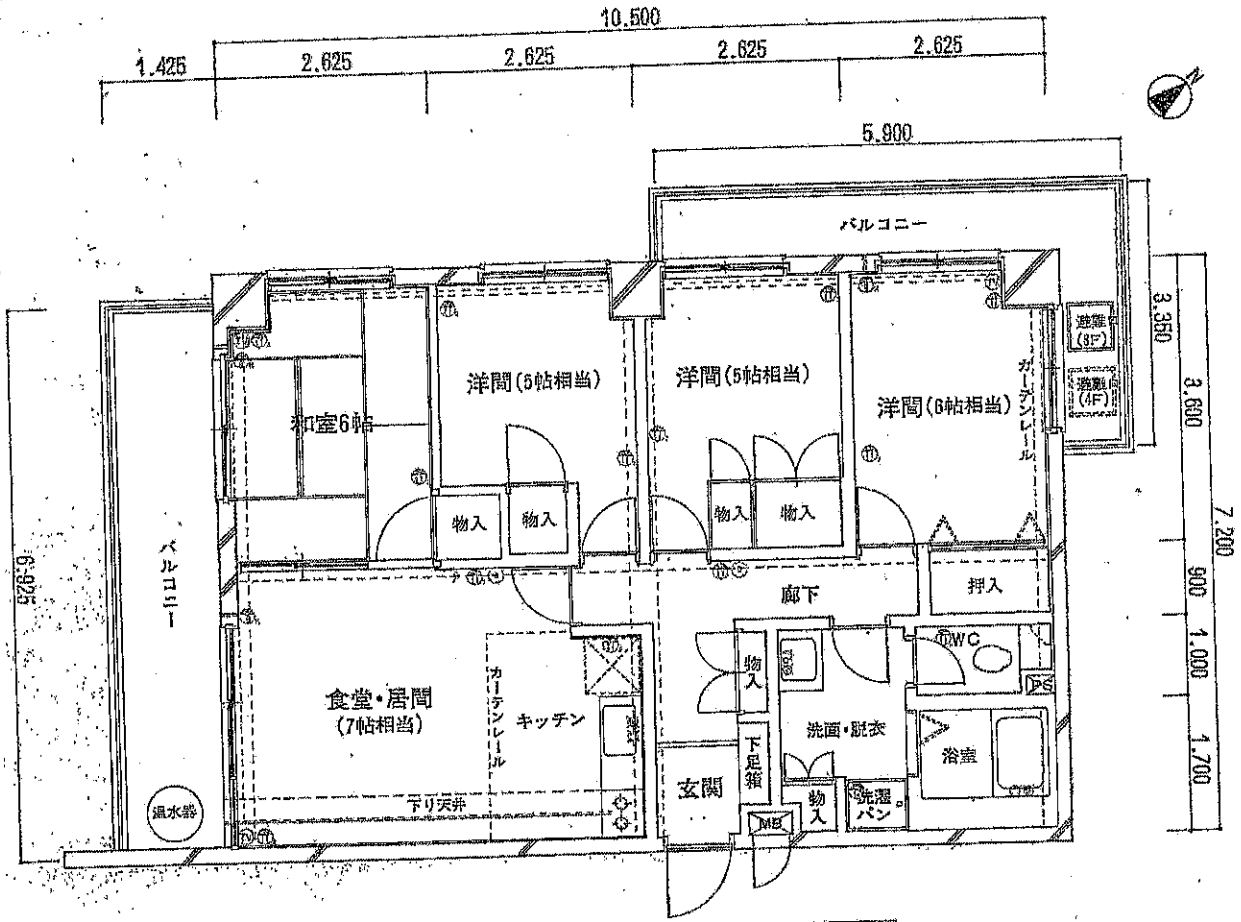 10.500
1.425
2.625
2.625
2.625
2.625
N
5.900
バルコニー
3.350
避難
(3F)
避難
(4F)
3.600
7.200
900
1.000
1.700
6.925
バルコニー
温水器
和室6帖
洋間(5帖相当)
洋間(5帖相当)
洋間(6帖相当)
カーテンレール
物入
物入
物入
物入
廊下
押入
WC
PS
食堂・居間
(7帖相当)
カーテンレール
キッチン
下り天井
物入
下足箱
玄関
洗面・脱衣
浴室
物入
洗濯
パン
MB